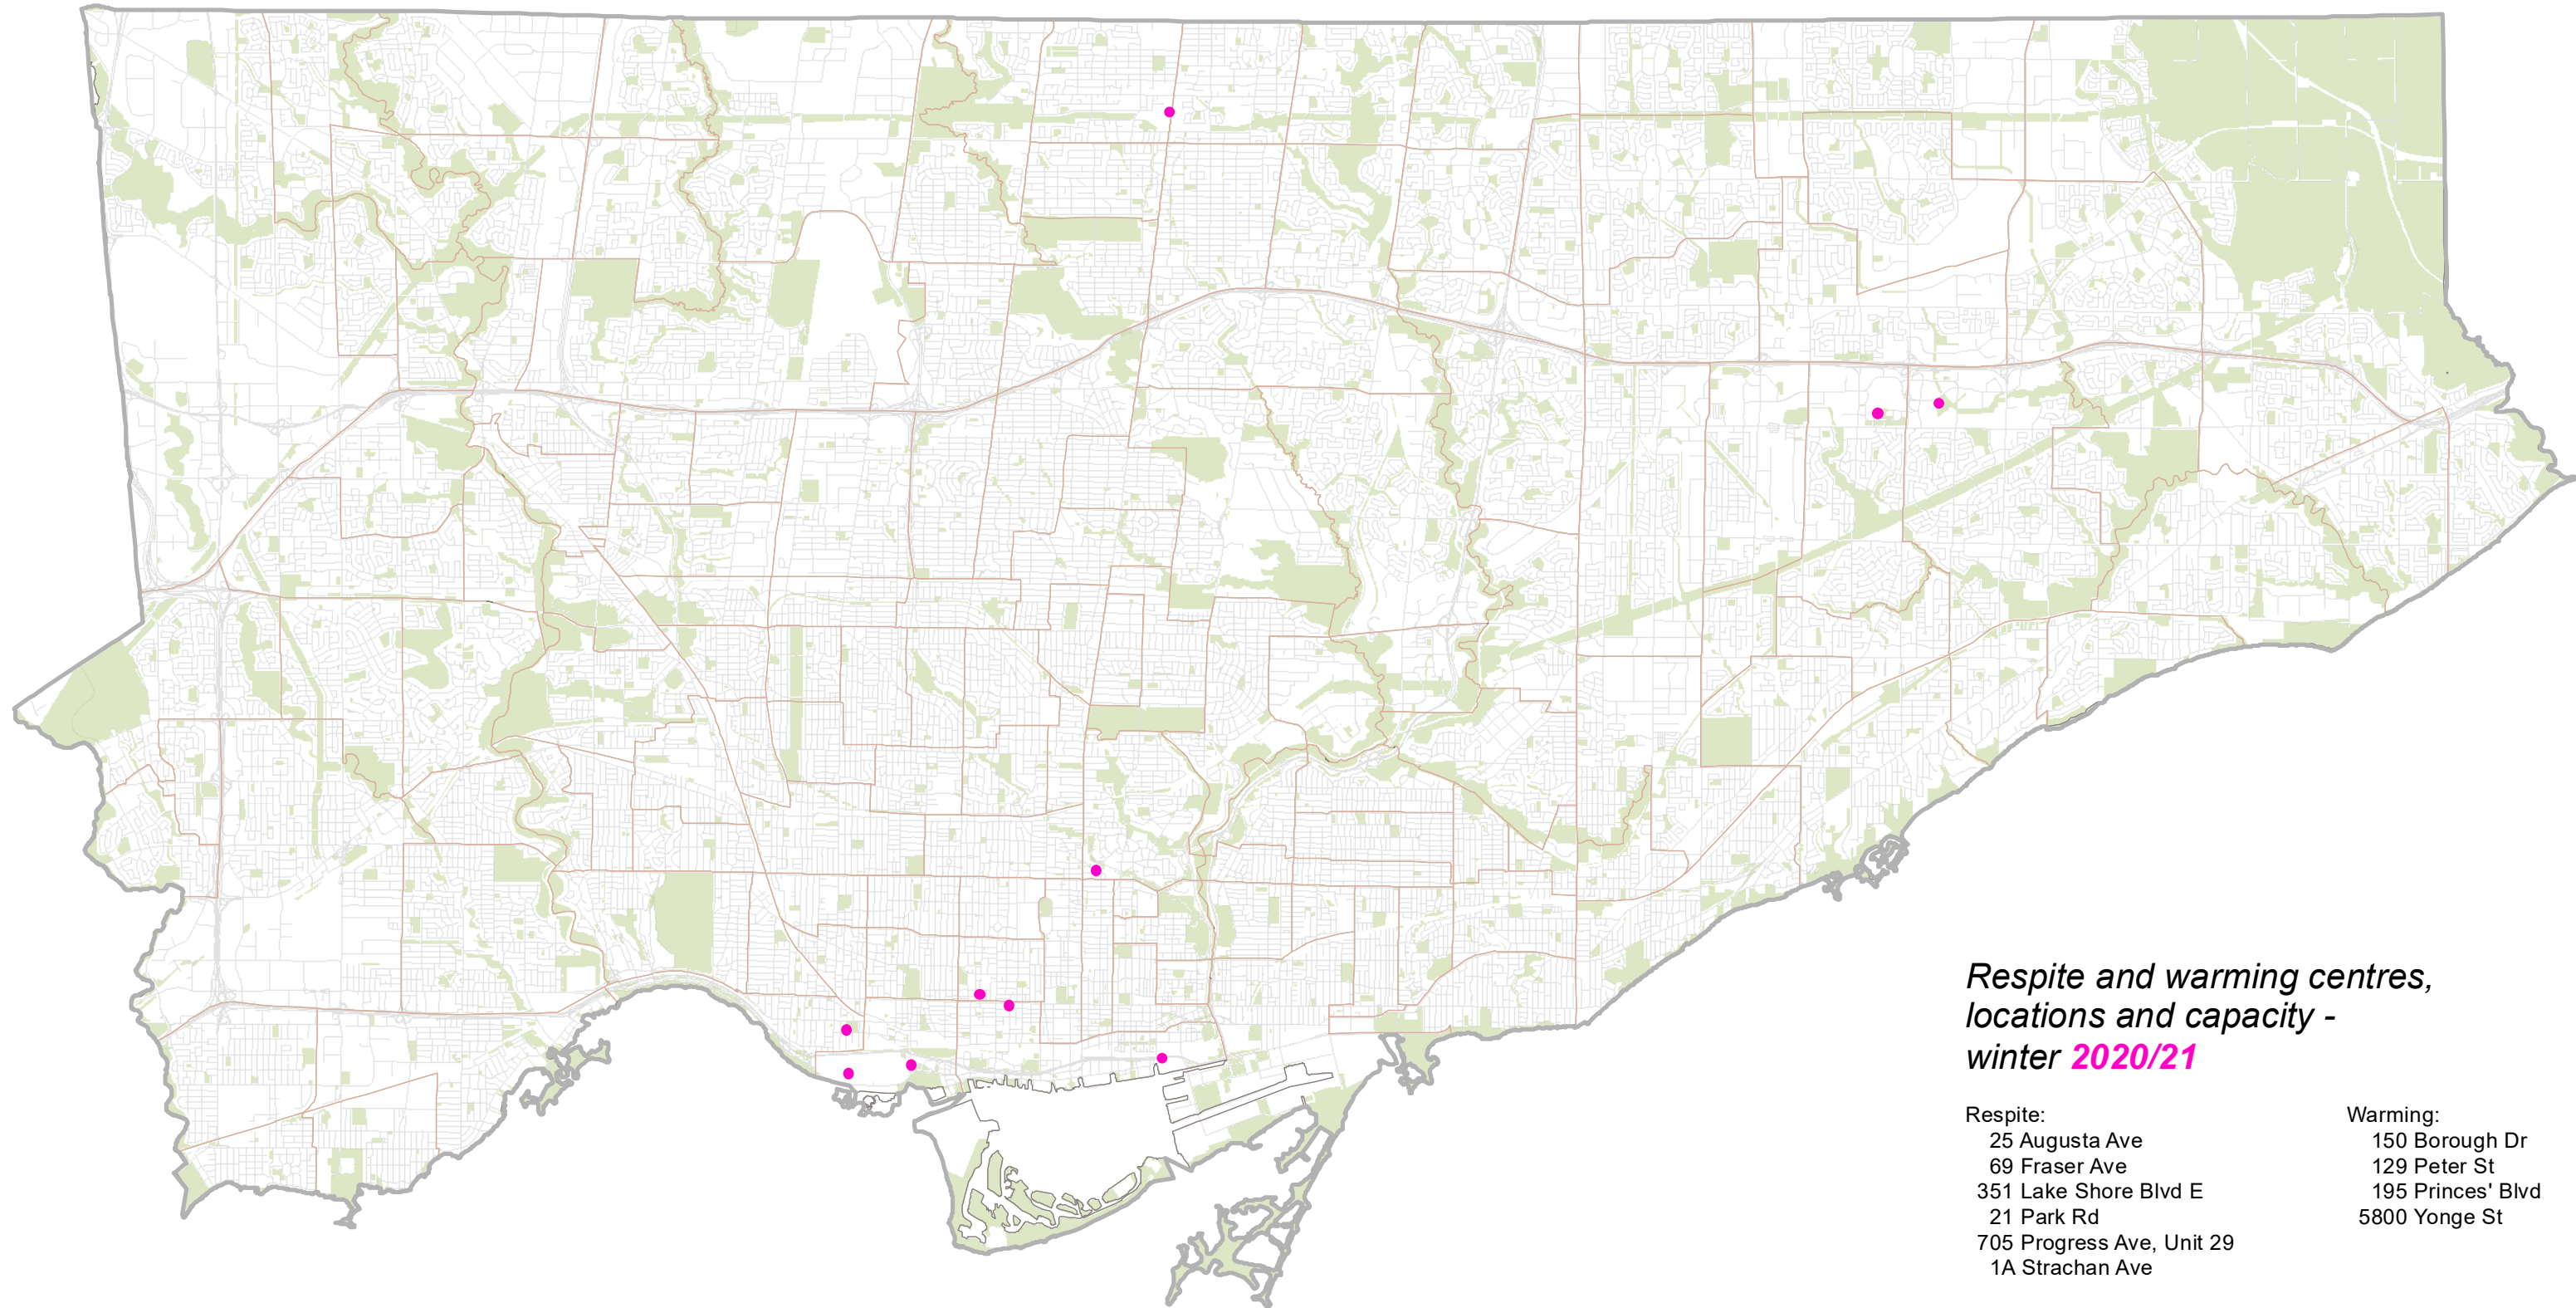 Respite and warming centres,
locations and capacity -
winter 2020/21
Respite:
25 Augusta Ave
69 Fraser Ave
351 Lake Shore Blvd E
21 Park Rd
705 Progress Ave, Unit 29
1A Strachan Ave
Warming:
150 Borough Dr
129 Peter St
195 Princes' Blvd
5800 Yonge St